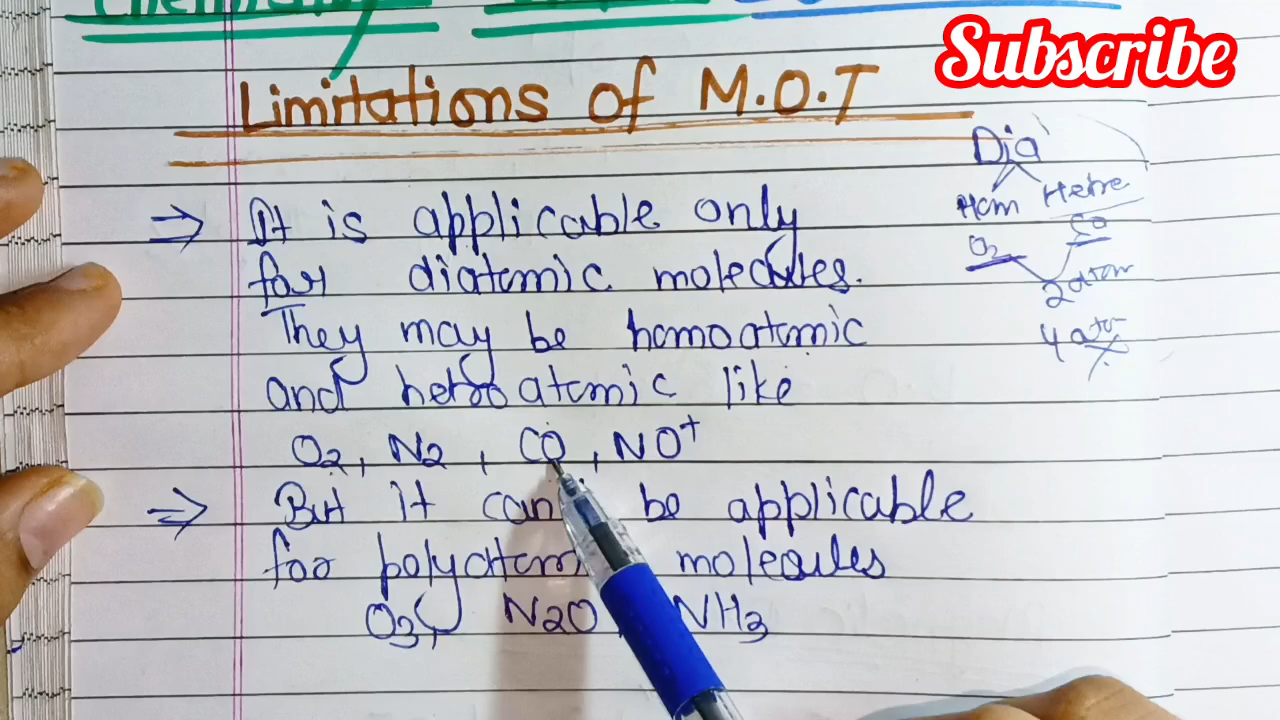 Subscribe
Limitations of M.O.T
Dia
⇒ It is applicable only
Hom Hetre
O2 CO
for diatomic molecules.
2 atom
They may be homoatomic
4 atom
and hetroatomic like
O2, N2, CO, NO+
⇒ But it can't be applicable
for polyatomic molecules
O3, N2O, NH3